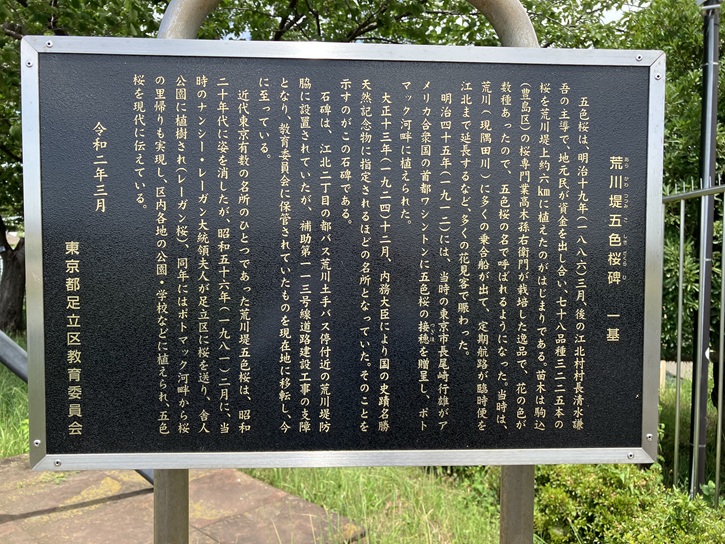 荒川堤五色桜碑　一基
あらかわづつみごしきざくらひ
五色桜は、明治十九年（一八八六）三月、後の江北村村長清水謙
吾の主導で、地元民が資金を出し合い、七十八品種三二二五本の
桜を荒川堤上約六kmに植えたのがはじまりである。苗木は駒込
（豊島区）の桜専門業高木孫右衛門が栽培した逸品で、花の色が
数種あったので、五色桜の名で呼ばれるようになった。当時は、
荒川（現隅田川）に多くの乗合船が出て、定期航路が臨時便を
江北まで延長するなど、多くの花見客で賑わった。
明治四十五年（一九一二）には、当時の東京市長尾崎行雄がア
メリカ合衆国の首都ワシントンに五色桜の接穂を贈呈し、ポト
マック河畔に植えられた。
大正十三年（一九二四）十二月、内務大臣により国の史蹟名勝
天然記念物に指定されるほどの名所となっていた。そのことを
示すのがこの石碑である。
石碑は、江北二丁目の都バス荒川土手バス停付近の荒川堤防
脇に設置されていたが、補助第一一三号線道路建設工事の支障
となり、教育委員会に保管されていたものを現在地に移転し、今
に至っている。
近代東京有数の名所のひとつであった荒川堤五色桜は、昭和
二十年代に姿を消したが、昭和五十六年（一九八一）三月に、当
時のナンシー・レーガン大統領夫人が足立区に桜を送り、舎人
公園に植樹され（レーガン桜）、同年にはポトマック河畔から桜
の里帰りも実現し、区内各地の公園・学校などに植えられ、五色
桜を現代に伝えている。
令和二年三月
東京都足立区教育委員会